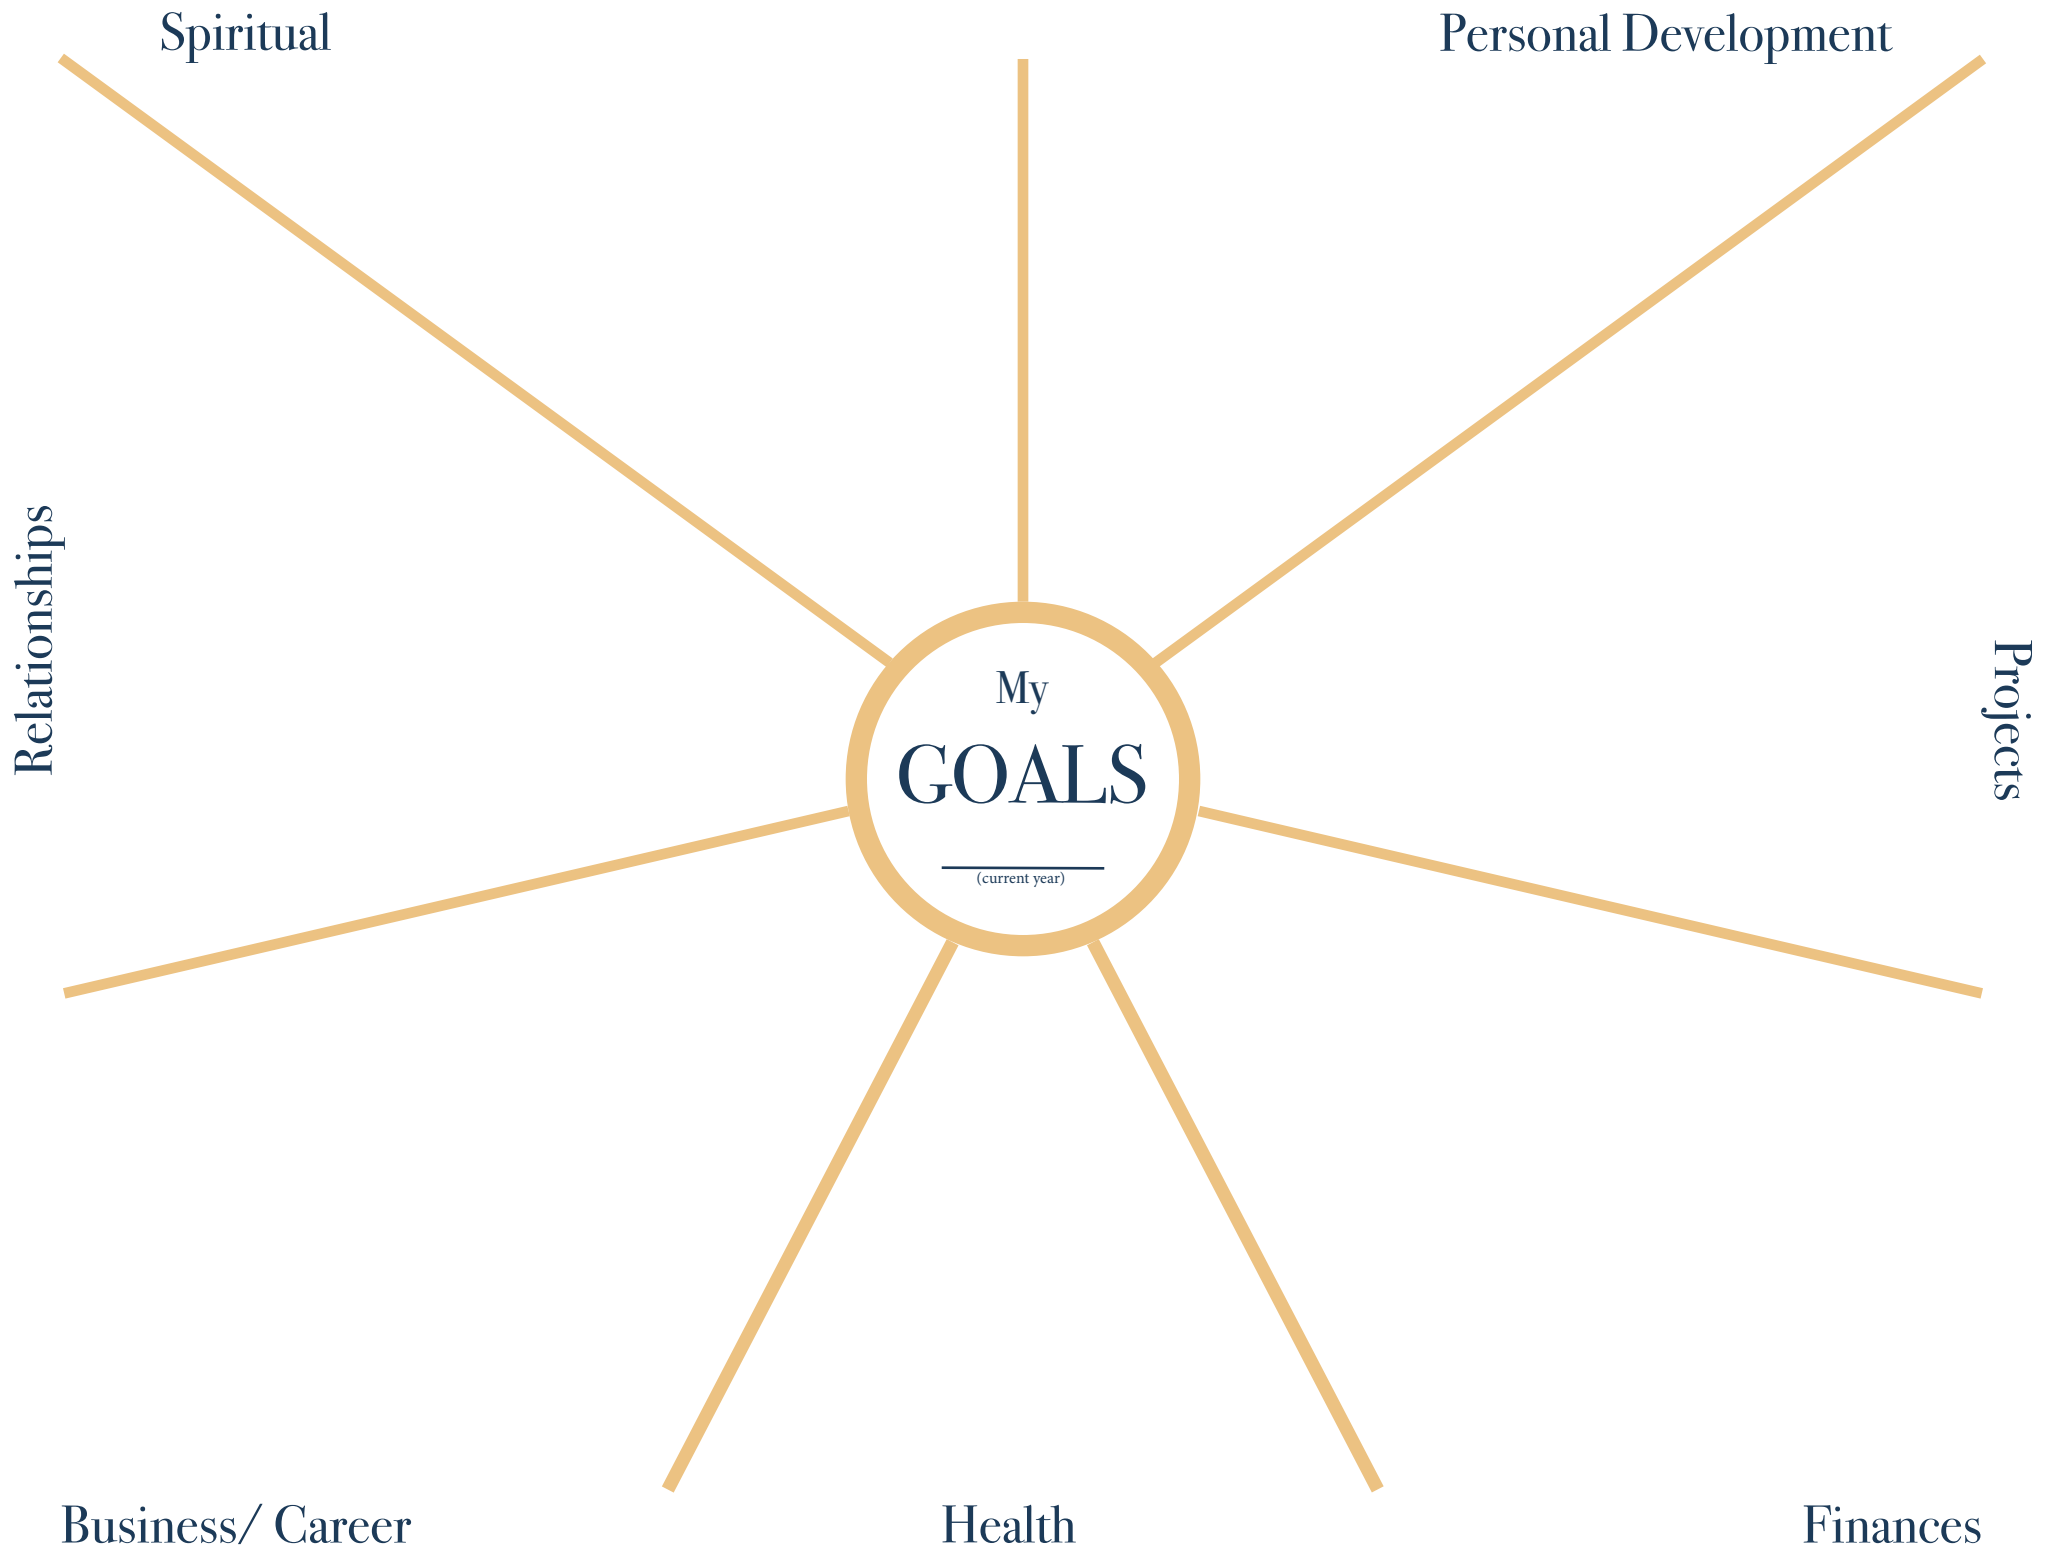 Spiritual
Personal Development
Relationships
My
GOALS
(current year)
Projects
Business/ Career
Health
Finances